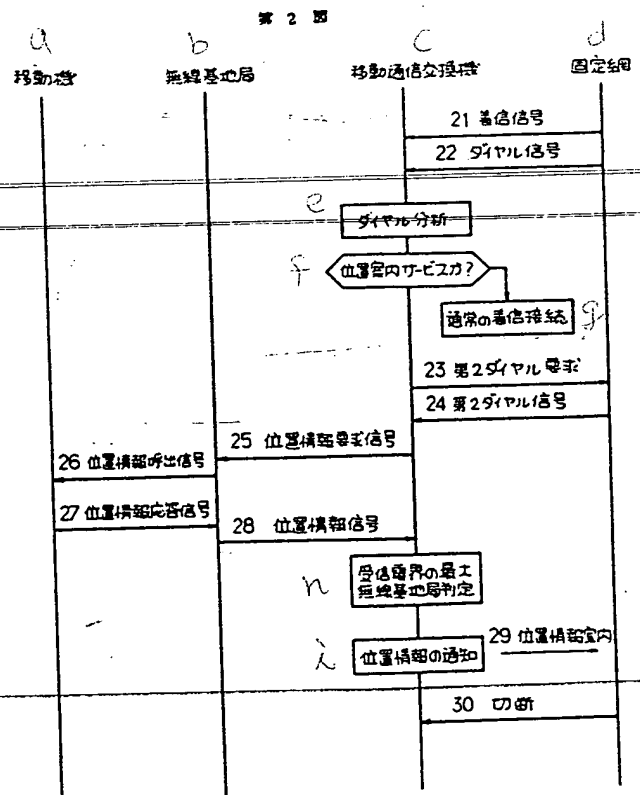 第 2 図
a b c d
移動機 無線基地局 移動通信交換機 固定網
21 着信信号
22 ダイヤル信号
e
ダイヤル分析
f
位置案内サービスカ?
通常の着信接続 g
23 第2ダイヤル要求
24 第2ダイヤル信号
25 位置情報要求信号
26 位置情報呼出信号
27 位置情報応答信号
28 位置情報信号
h
受信電界の最大
無線基地局判定
29 位置情報案内
i
位置情報の通知
30 切断